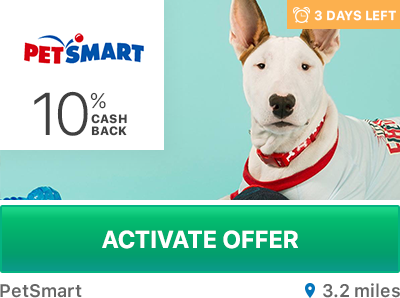 3 DAYS LEFT
PETSMART
10% CASH BACK
ACTIVATE OFFER
PetSmart
3.2 miles